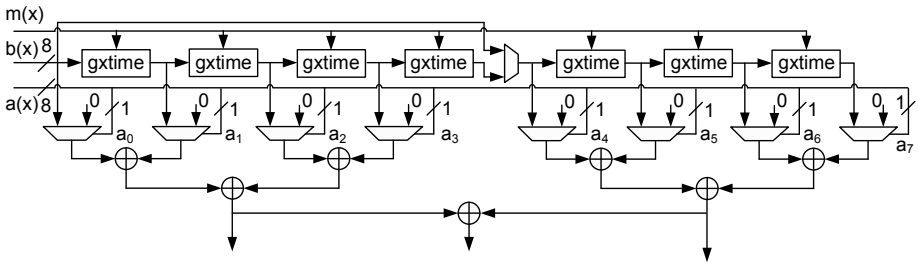 m(x)
b(x) 8
gxtime gxtime gxtime gxtime gxtime gxtime gxtime
a(x) 8
0 1 0 1 0 1 0 1 0 1 0 1 0 1 0 1
a₀ a₁ a₂ a₃ a₄ a₅ a₆ a₇